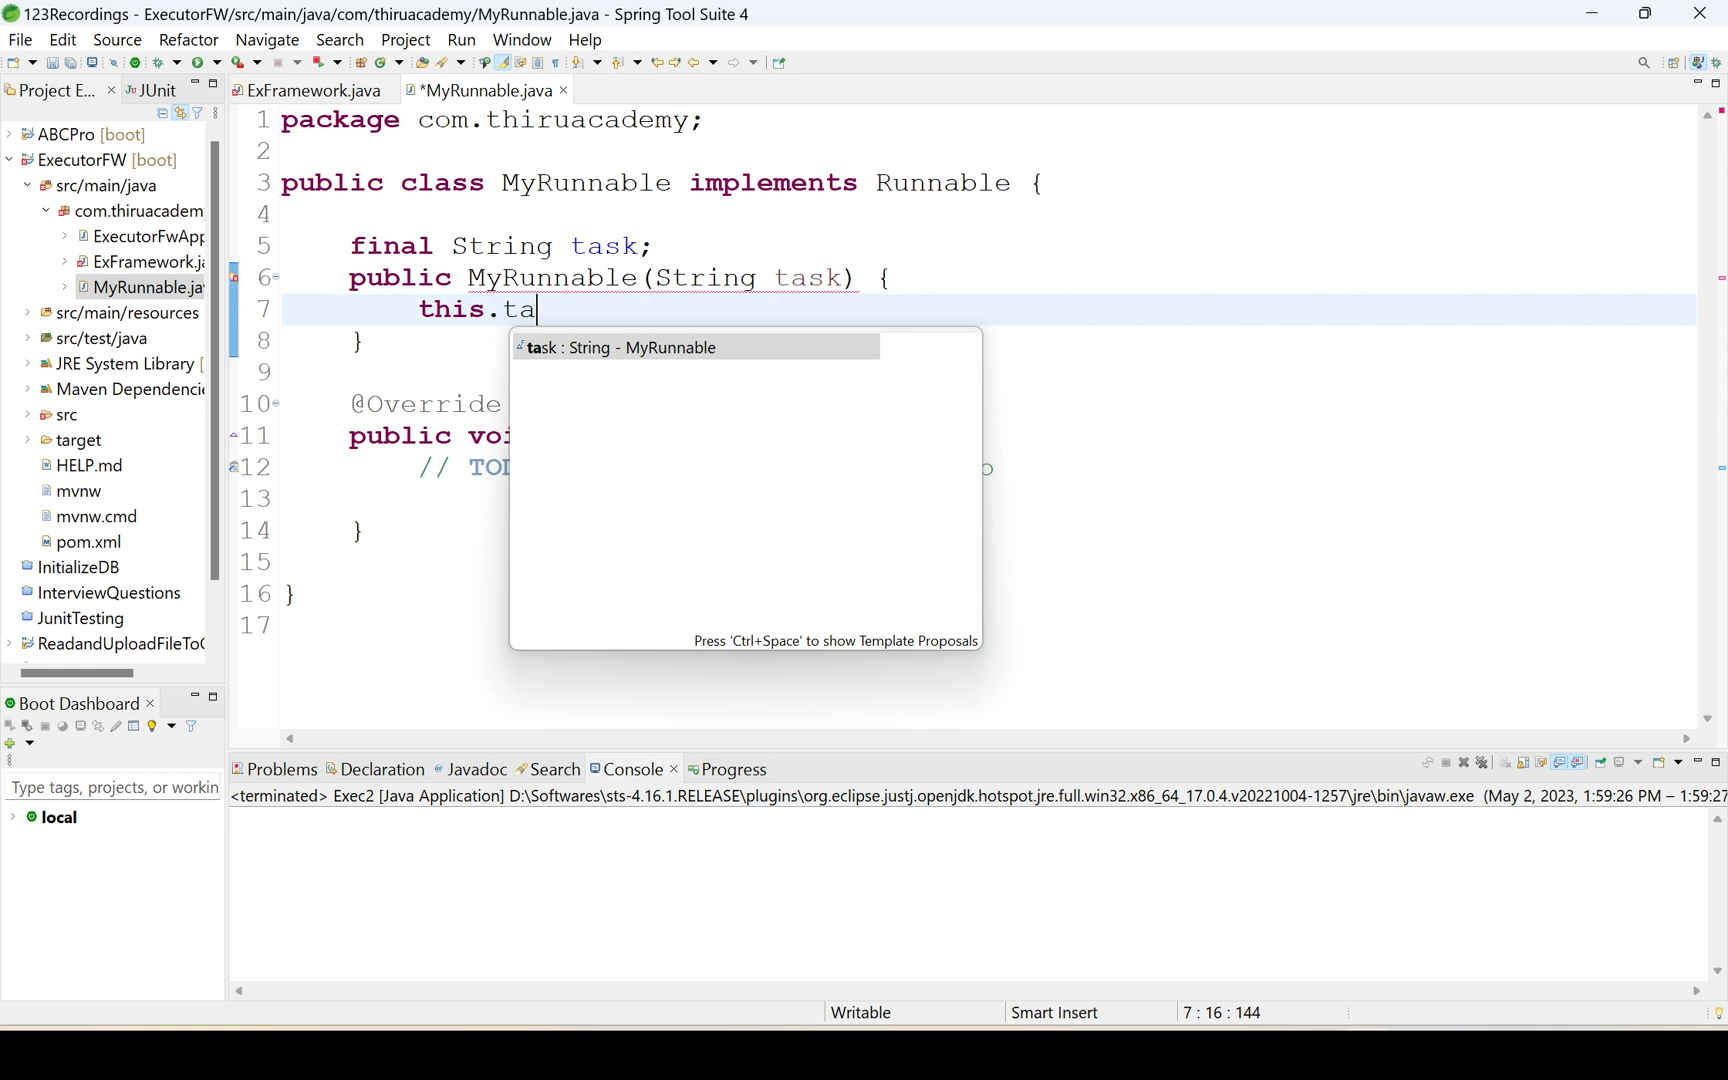 123Recordings - ExecutorFW/src/main/java/com/thiruacademy/MyRunnable.java - Spring Tool Suite 4
File Edit Source Refactor Navigate Search Project Run Window Help
Project E... JUnit
ExFramework.java *MyRunnable.java
ABCPro [boot]
ExecutorFW [boot]
src/main/java
com.thiruacadem
ExecutorFwApp
ExFramework.ja
MyRunnable.jav
src/main/resources
src/test/java
JRE System Library [
Maven Dependencie
src
target
HELP.md
mvnw
mvnw.cmd
pom.xml
InitializeDB
InterviewQuestions
JunitTesting
ReadandUploadFileTo
1 package com.thiruacademy;
2
3 public class MyRunnable implements Runnable {
4
5 final String task;
6 public MyRunnable(String task) {
7 this.ta
8 }
9
10 @Override
11 public voi
12 // TOD o
13
14 }
15
16 }
17
task : String - MyRunnable
Press 'Ctrl+Space' to show Template Proposals
Boot Dashboard
Type tags, projects, or workin
local
Problems Declaration Javadoc Search Console Progress
<terminated> Exec2 [Java Application] D:\Softwares\sts-4.16.1.RELEASE\plugins\org.eclipse.justj.openjdk.hotspot.jre.full.win32.x86_64_17.0.4.v20221004-1257\jre\bin\javaw.exe (May 2, 2023, 1:59:26 PM – 1:59:27
Writable Smart Insert 7 : 16 : 144